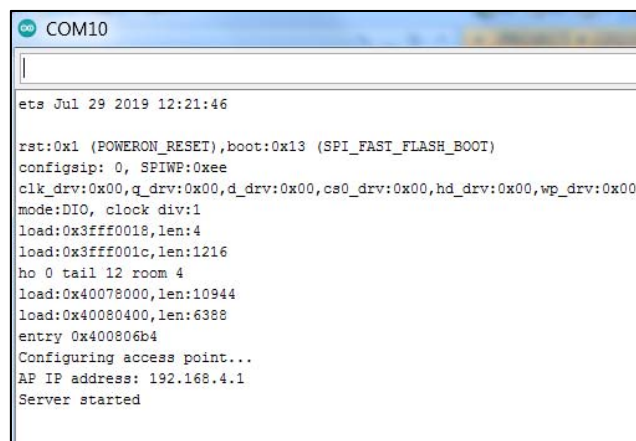 COM10
ets Jul 29 2019 12:21:46
rst:0x1 (POWERON_RESET),boot:0x13 (SPI_FAST_FLASH_BOOT)
configsip: 0, SPIWP:0xee
clk_drv:0x00,q_drv:0x00,d_drv:0x00,cs0_drv:0x00,hd_drv:0x00,wp_drv:0x00
mode:DIO, clock div:1
load:0x3fff0018,len:4
load:0x3fff001c,len:1216
ho 0 tail 12 room 4
load:0x40078000,len:10944
load:0x40080400,len:6388
entry 0x400806b4
Configuring access point...
AP IP address: 192.168.4.1
Server started